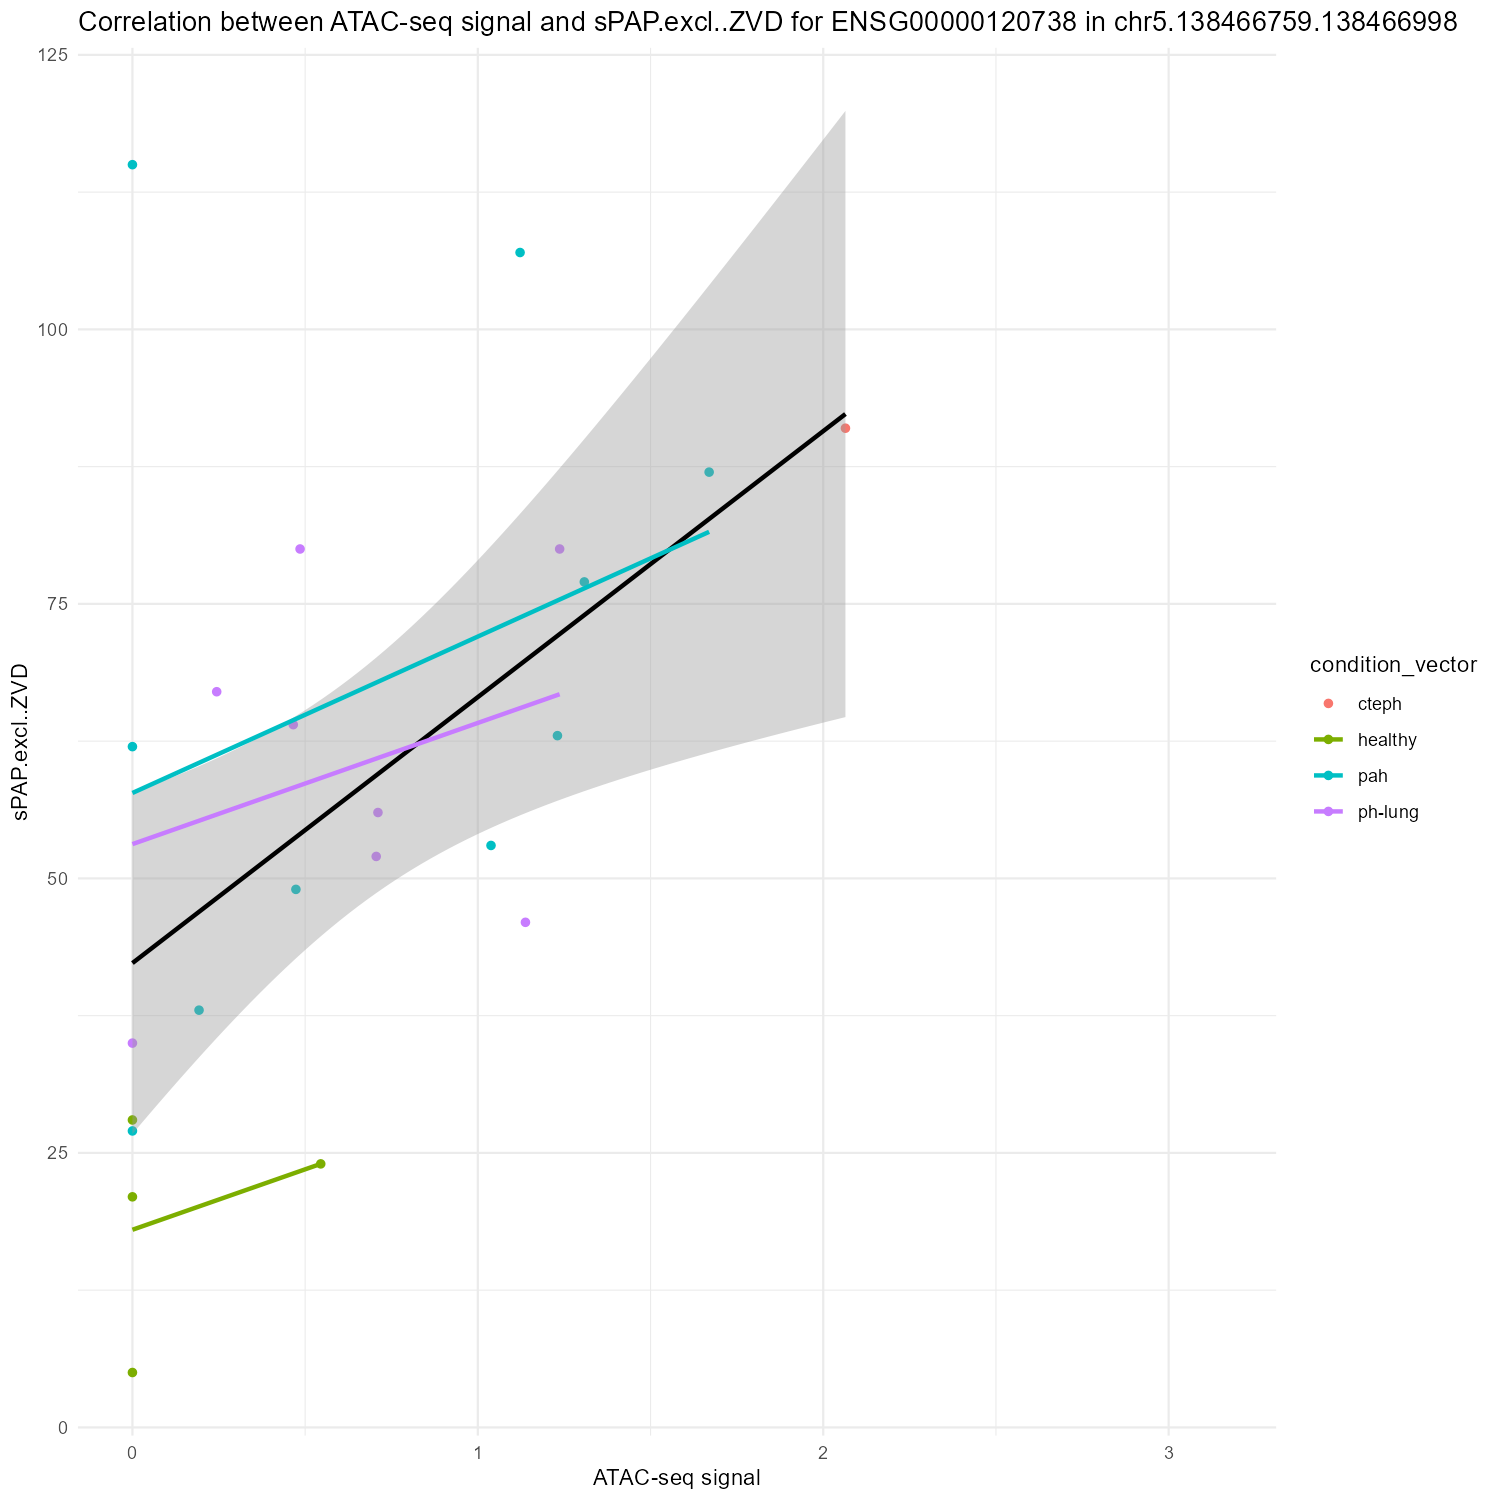 Correlation between ATAC-seq signal and sPAP.excl..ZVD for ENSG00000120738 in chr5.138466759.138466998
125
100
75
50
25
0
sPAP.excl..ZVD
0 1 2 3
ATAC-seq signal
condition_vector
cteph
healthy
pah
ph-lung